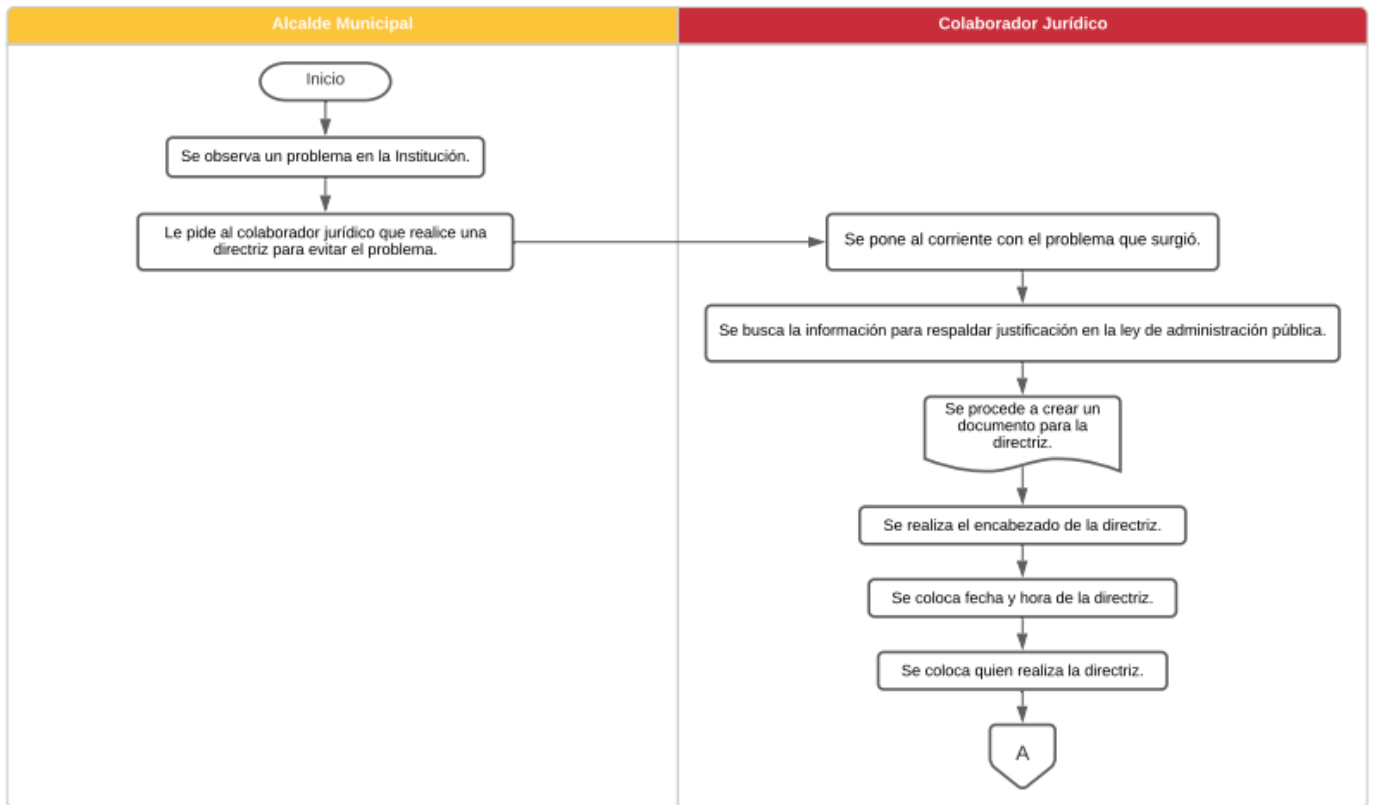 Alcalde Municipal
Colaborador Jurídico
Inicio
Se observa un problema en la Institución.
Le pide al colaborador jurídico que realice una
directriz para evitar el problema.
Se pone al corriente con el problema que surgió.
Se busca la información para respaldar justificación en la ley de administración pública.
Se procede a crear un
documento para la
directriz.
Se realiza el encabezado de la directriz.
Se coloca fecha y hora de la directriz.
Se coloca quien realiza la directriz.
A